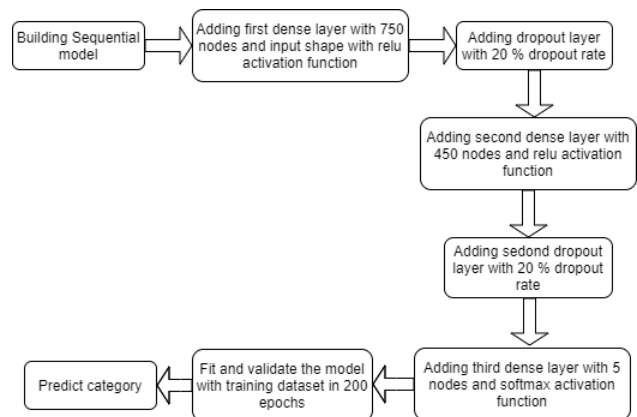 Building Sequential
model
Adding first dense layer with 750
nodes and input shape with relu
activation function
Adding dropout layer
with 20 % dropout rate
Adding second dense layer with
450 nodes and relu activation
function
Adding sedond dropout
layer with 20 % dropout
rate
Adding third dense layer with 5
nodes and softmax activation
function
Fit and validate the model
with training dataset in 200
epochs
Predict category